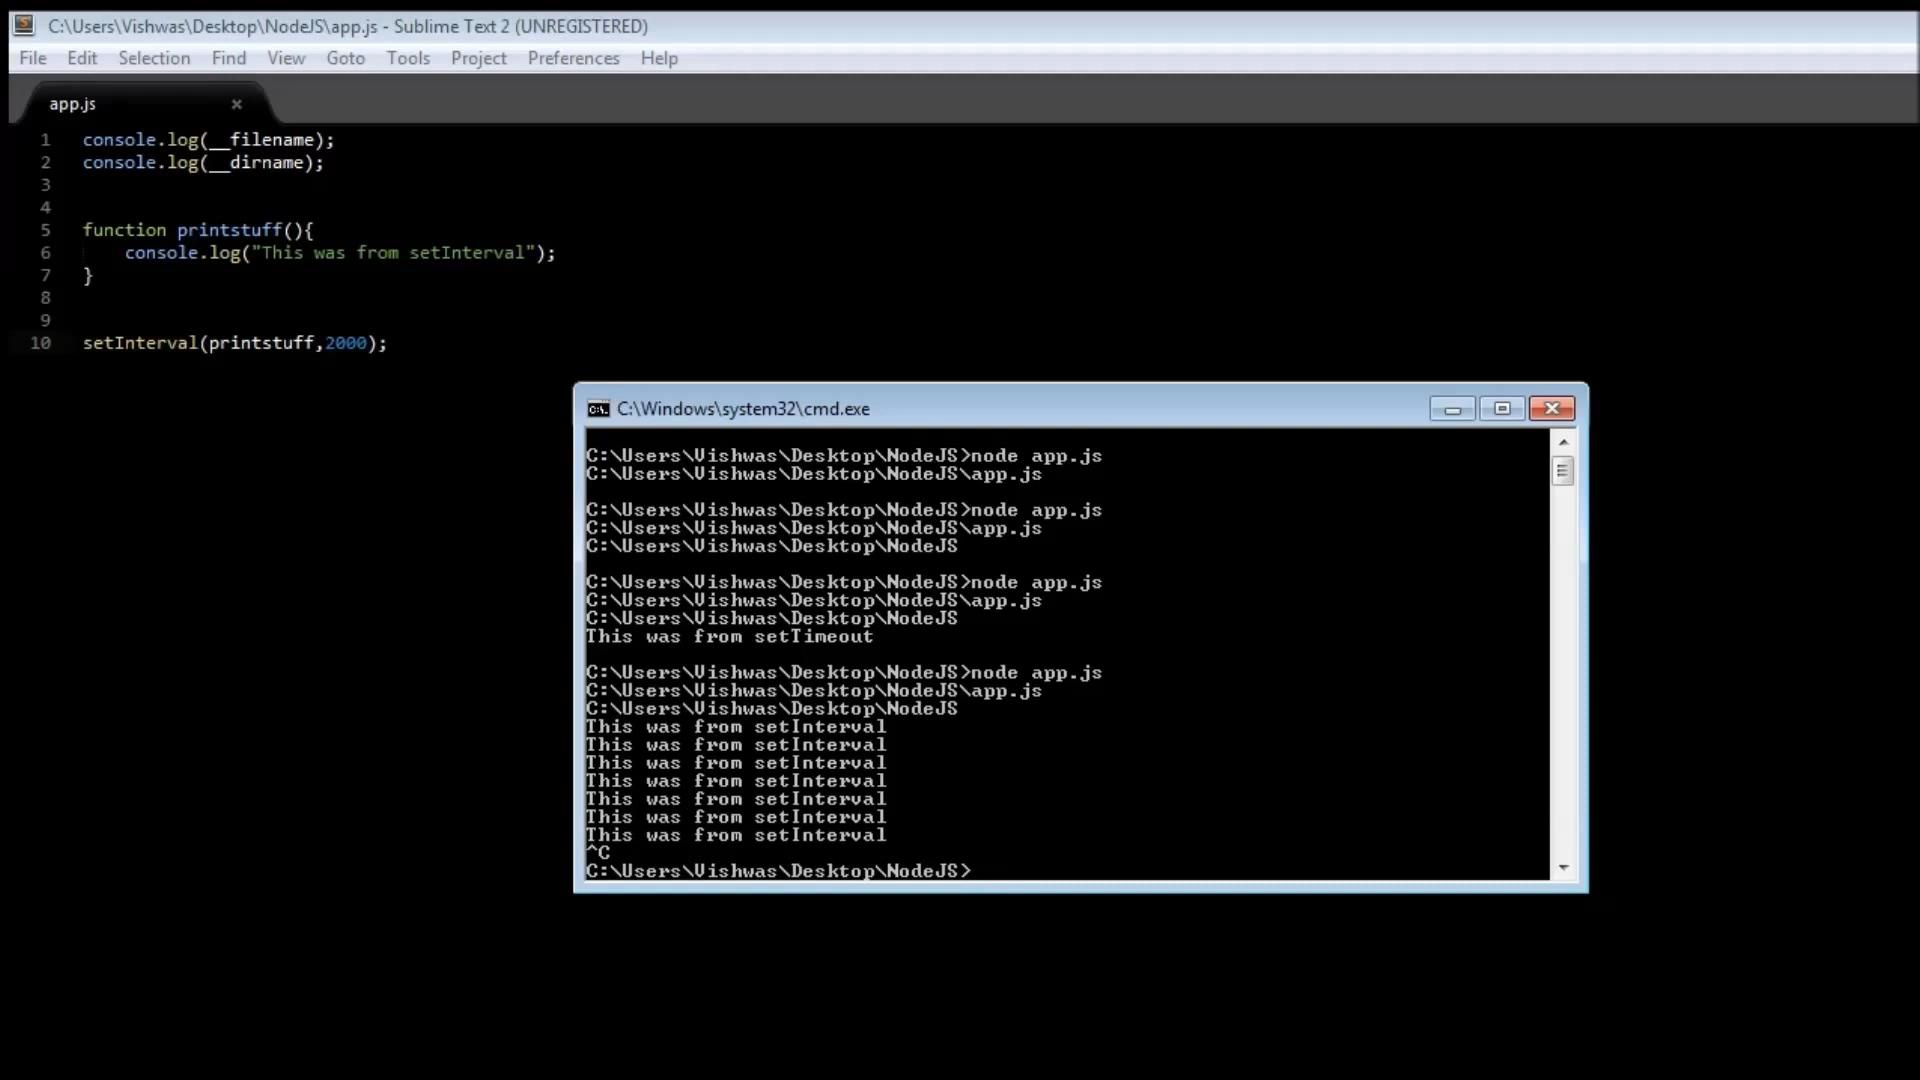 C:\Users\Vishwas\Desktop\NodeJS\app.js - Sublime Text 2 (UNREGISTERED)
File Edit Selection Find View Goto Tools Project Preferences Help
app.js
1 console.log(__filename);
2 console.log(__dirname);
3
4
5 function printstuff(){
6 console.log("This was from setInterval");
7 }
8
9
10 setInterval(printstuff,2000);
C:\Windows\system32\cmd.exe
C:\Users\Vishwas\Desktop\NodeJS>node app.js
C:\Users\Vishwas\Desktop\NodeJS\app.js
C:\Users\Vishwas\Desktop\NodeJS>node app.js
C:\Users\Vishwas\Desktop\NodeJS\app.js
C:\Users\Vishwas\Desktop\NodeJS
C:\Users\Vishwas\Desktop\NodeJS>node app.js
C:\Users\Vishwas\Desktop\NodeJS\app.js
C:\Users\Vishwas\Desktop\NodeJS
This was from setTimeout
C:\Users\Vishwas\Desktop\NodeJS>node app.js
C:\Users\Vishwas\Desktop\NodeJS\app.js
C:\Users\Vishwas\Desktop\NodeJS
This was from setInterval
This was from setInterval
This was from setInterval
This was from setInterval
This was from setInterval
This was from setInterval
This was from setInterval
^C
C:\Users\Vishwas\Desktop\NodeJS>